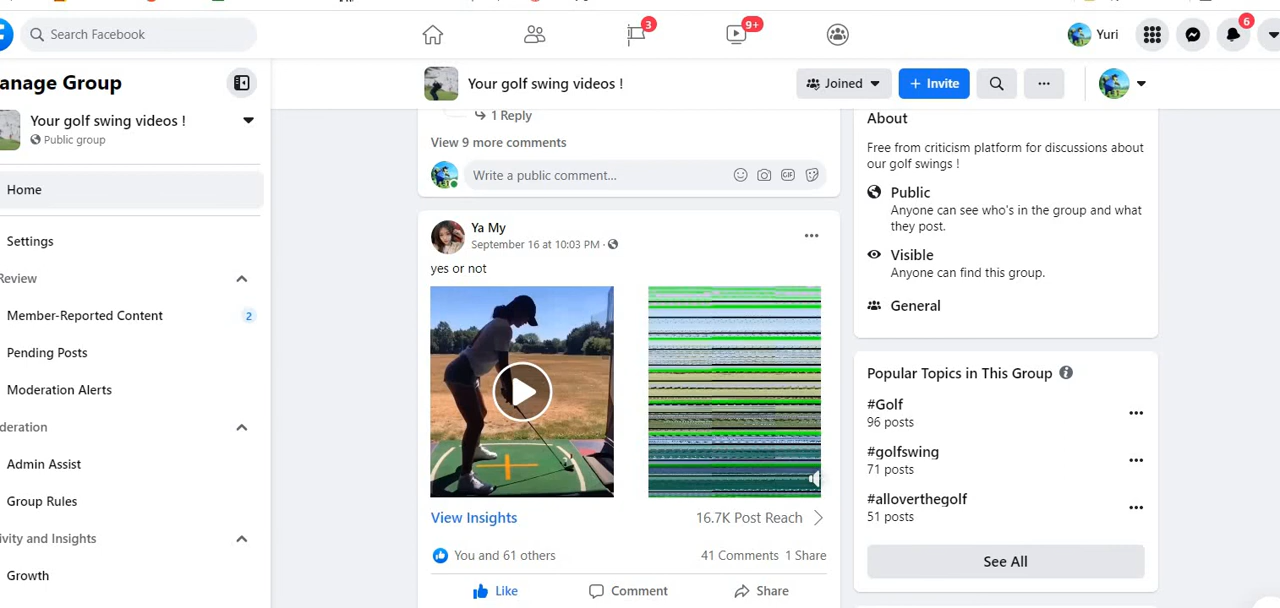 Search Facebook
3
9+
Yuri
6
anage Group
Your golf swing videos !
Joined
+ Invite
Your golf swing videos !
Public group
Home
Settings
Review
Member-Reported Content
2
Pending Posts
Moderation Alerts
deration
Admin Assist
Group Rules
ivity and Insights
Growth
1 Reply
View 9 more comments
Write a public comment...
GIF
Ya My
September 16 at 10:03 PM ·
yes or not
View Insights
16.7K Post Reach
You and 61 others
41 Comments 1 Share
Like
Comment
Share
About
Free from criticism platform for discussions about
our golf swings !
Public
Anyone can see who's in the group and what
they post.
Visible
Anyone can find this group.
General
Popular Topics in This Group
#Golf
96 posts
#golfswing
71 posts
#alloverthegolf
51 posts
See All